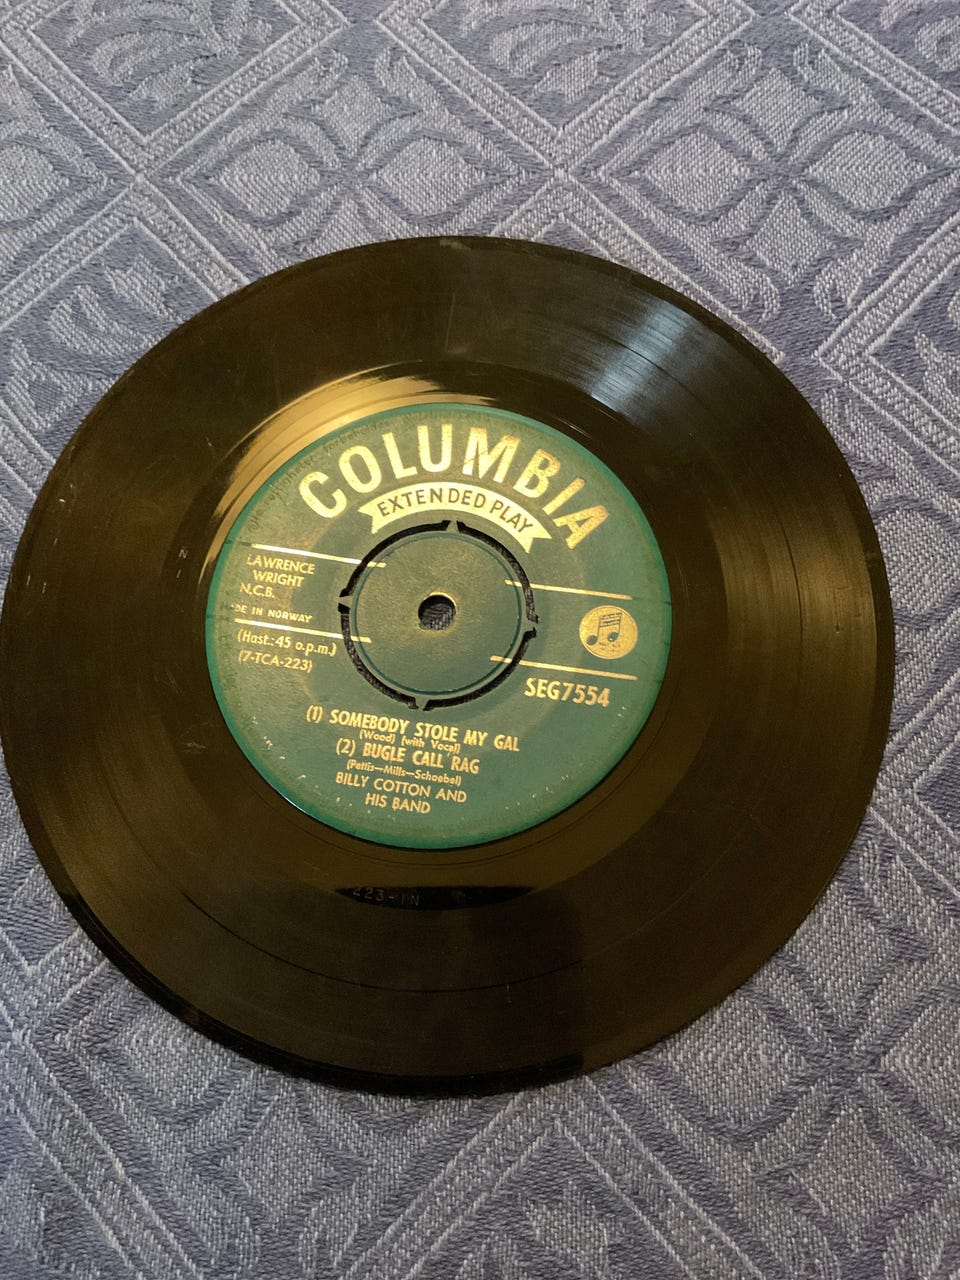 COLUMBIA
EXTENDED PLAY
LAWRENCE
WRIGHT
N.C.B.
DE IN NORWAY
(Hast.: 45 o.p.m.)
(7-TCA-223)
SEG7554
(1) SOMEBODY STOLE MY GAL
(Wood) (with Vocal)
(2) BUGLE CALL RAG
(Pettis—Mills—Schoebel)
BILLY COTTON AND
HIS BAND
223-1N